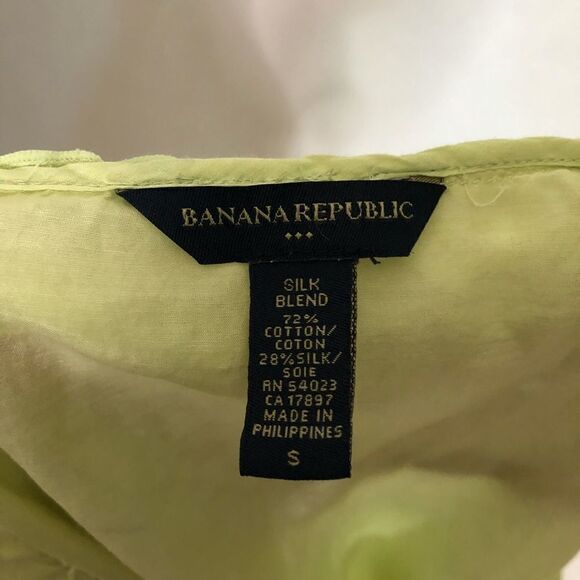 BANANA REPUBLIC
SILK
BLEND
72%
COTTON/
COTON
28% SILK/
SOIE
RN 54023
CA 17897
MADE IN
PHILIPPINES
S